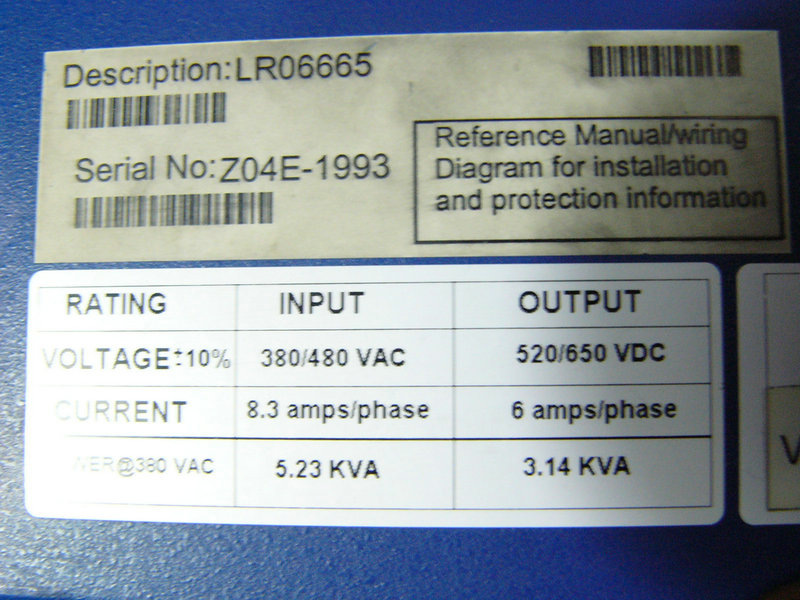 Description:LR06665
Serial No:Z04E-1993
Reference Manual/wiring
Diagram for installation
and protection information
RATING INPUT OUTPUT
VOLTAGE±10% 380/480 VAC 520/650 VDC
CURRENT 8.3 amps/phase 6 amps/phase
WER@380 VAC 5.23 KVA 3.14 KVA
V